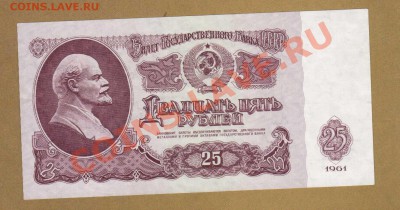 COINS.LAVE.RU
БИЛЕТ ГОСУДАРСТВЕННОГО БАНКА СССР
ДВАДЦАТЬ ПЯТЬ
РУБЛЕЙ
25
25
1961
COINS.LAVE.RU